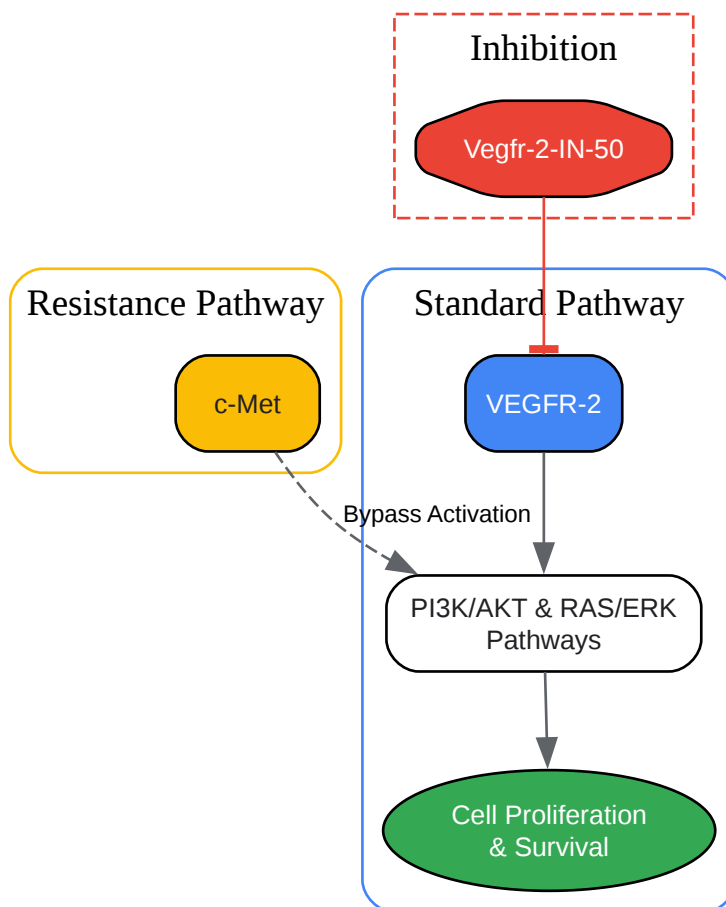 Inhibition
Vegfr-2-IN-50
Resistance Pathway
Standard Pathway
c-Met
VEGFR-2
Bypass Activation
PI3K/AKT & RAS/ERK
Pathways
Cell Proliferation
& Survival